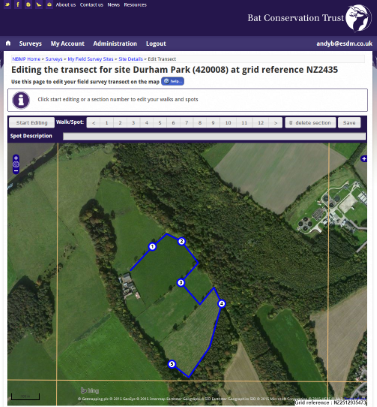 About us Contact us News Resources
Bat Conservation Trust
Surveys My Account Administration Logout
andyb@esdm.co.uk
NBMP Home » Surveys » My Field Survey Sites » Site Details » Edit Transect
Editing the transect for site Durham Park (420008) at grid reference NZ2435
Use this page to edit your field survey transect on the map Help
Click start editing or a section number to edit your walks and spots
Start Editing Walk/Spot: < 1 2 3 4 5 6 7 8 9 10 11 12 > X delete section Save
Spot Description
1
2
3
4
5
bing
Grid reference :